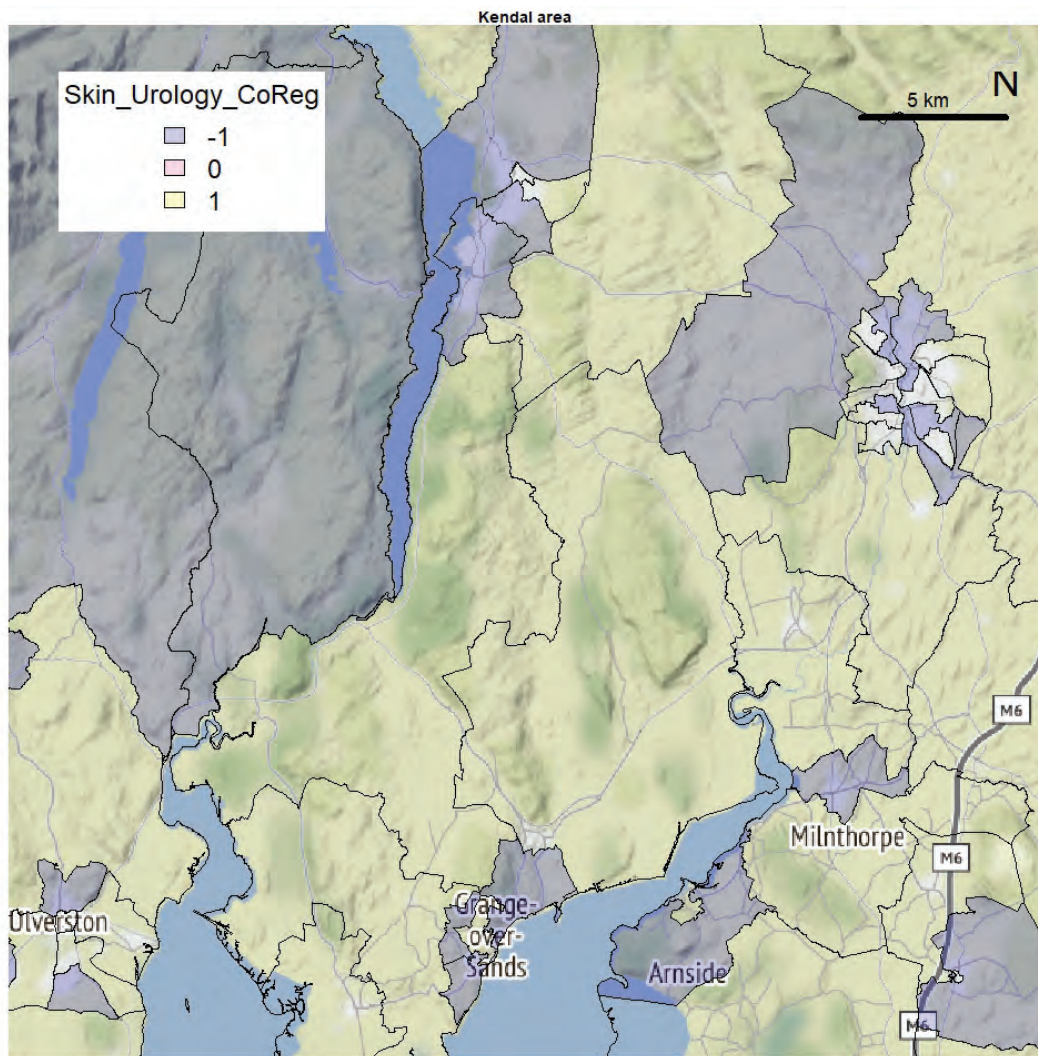 Kendal area
Skin_Urology_CoReg
-1
0
1
N
5 km
M6
Milnthorpe
M6
Ulverston
Grange-
over-
Sands
Arnside
M6